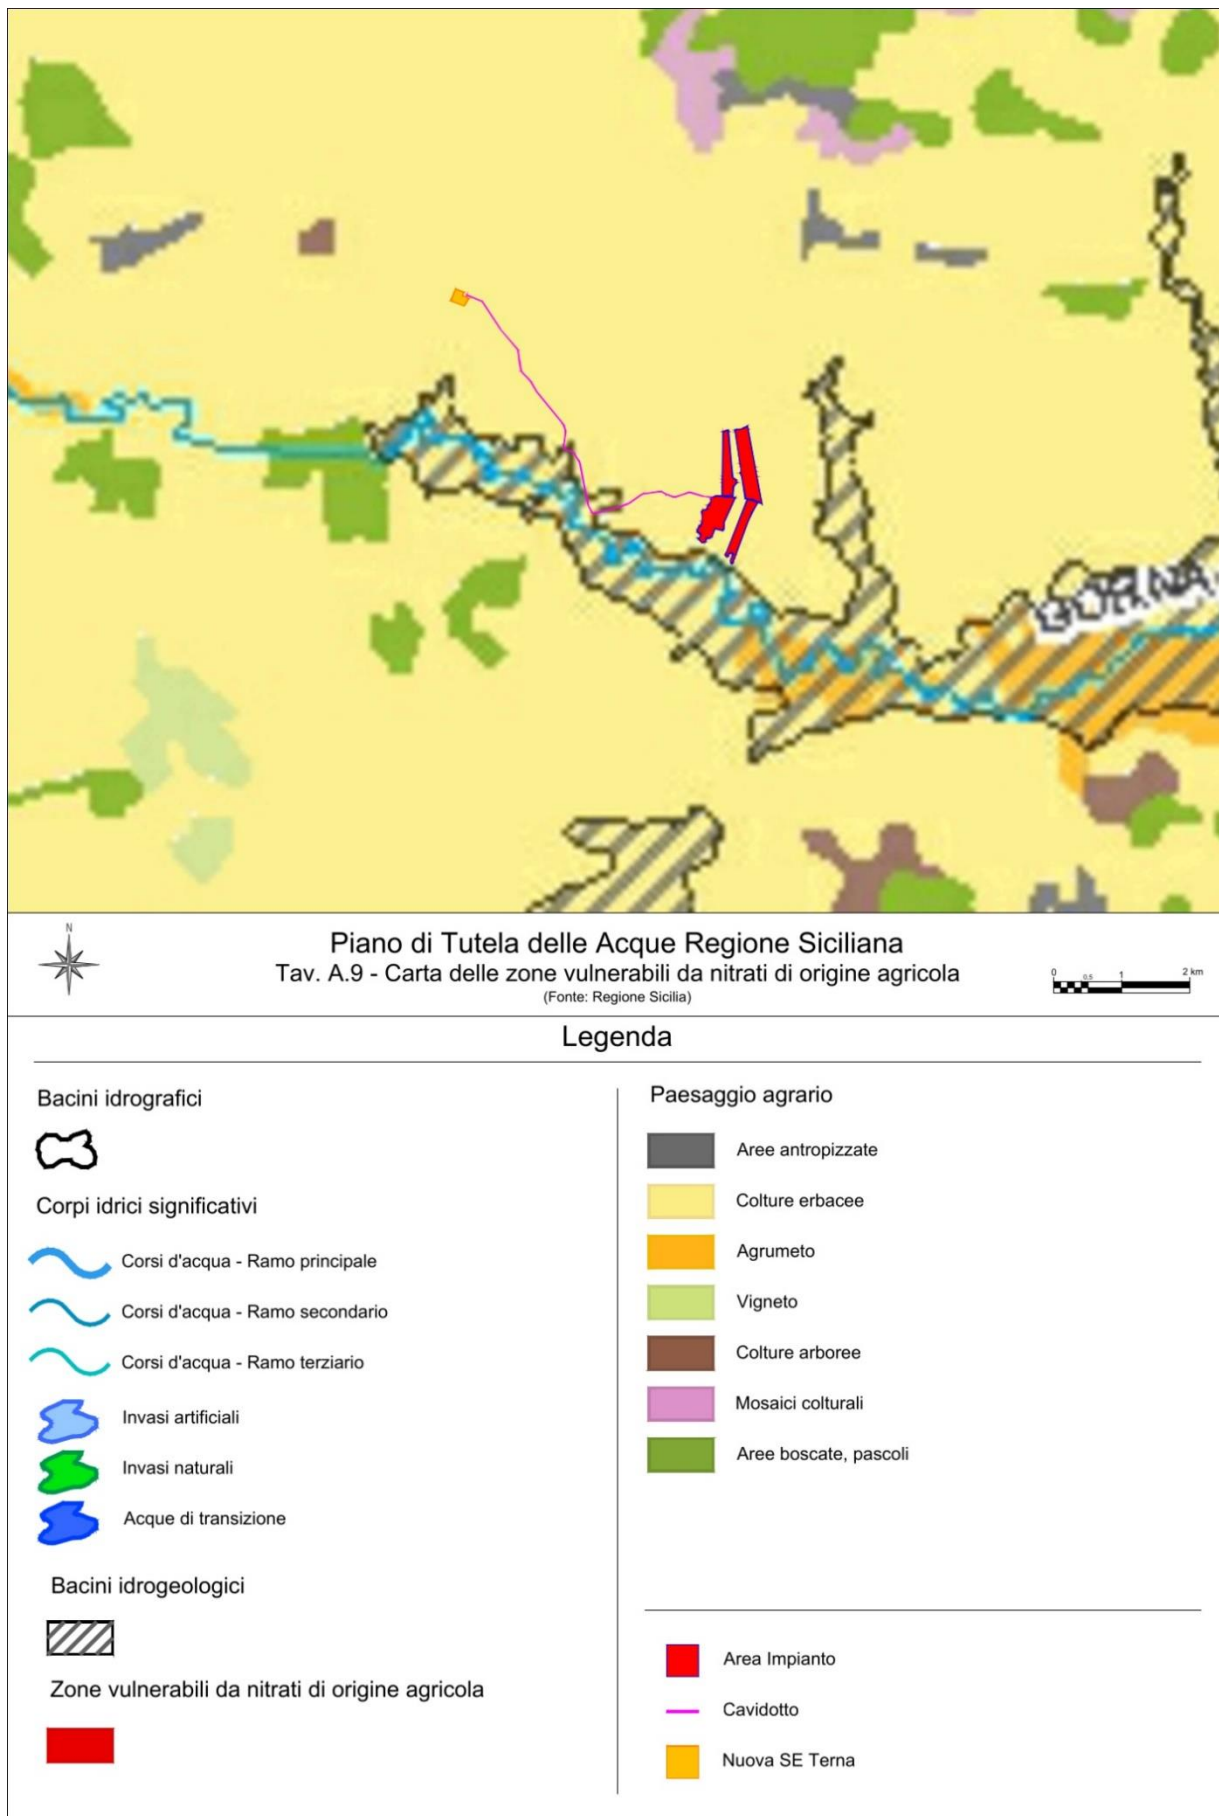 N
Piano di Tutela delle Acque Regione Siciliana
Tav. A.9 - Carta delle zone vulnerabili da nitrati di origine agricola
(Fonte: Regione Sicilia)
0 0,5 1 2 km
Legenda
Bacini idrografici
Corpi idrici significativi
Corsi d'acqua - Ramo principale
Corsi d'acqua - Ramo secondario
Corsi d'acqua - Ramo terziario
Invasi artificiali
Invasi naturali
Acque di transizione
Bacini idrogeologici
Zone vulnerabili da nitrati di origine agricola
Paesaggio agrario
Aree antropizzate
Colture erbacee
Agrumeto
Vigneto
Colture arboree
Mosaici colturali
Aree boscate, pascoli
Area Impianto
Cavidotto
Nuova SE Terna